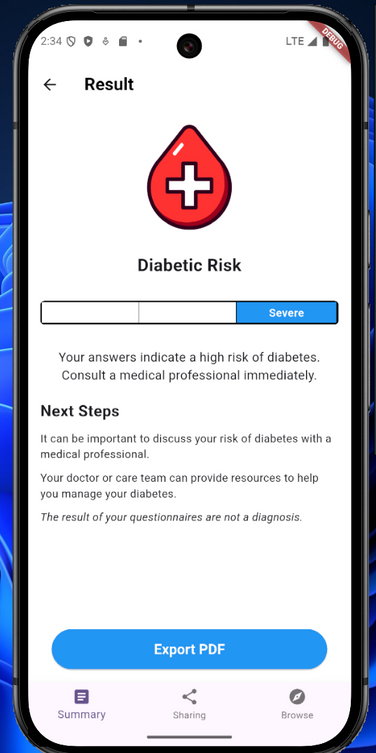 2:34
LTE
DEBUG
Result
Diabetic Risk
Severe
Your answers indicate a high risk of diabetes.
Consult a medical professional immediately.
Next Steps
It can be important to discuss your risk of diabetes with a
medical professional.
Your doctor or care team can provide resources to help
you manage your diabetes.
The result of your questionnaires are not a diagnosis.
Export PDF
Summary
Sharing
Browse